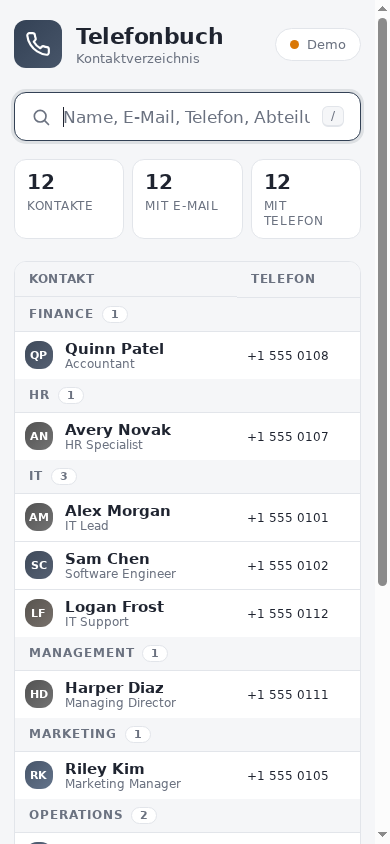 Telefonbuch
Kontaktverzeichnis
Demo
Name, E-Mail, Telefon, Abteilu
/
12
KONTAKTE
12
MIT E-MAIL
12
MIT
TELEFON
KONTAKT TELEFON
FINANCE 1
QP Quinn Patel +1 555 0108
Accountant
HR 1
AN Avery Novak +1 555 0107
HR Specialist
IT 3
AM Alex Morgan +1 555 0101
IT Lead
SC Sam Chen +1 555 0102
Software Engineer
LF Logan Frost +1 555 0112
IT Support
MANAGEMENT 1
HD Harper Diaz +1 555 0111
Managing Director
MARKETING 1
RK Riley Kim +1 555 0105
Marketing Manager
OPERATIONS 2